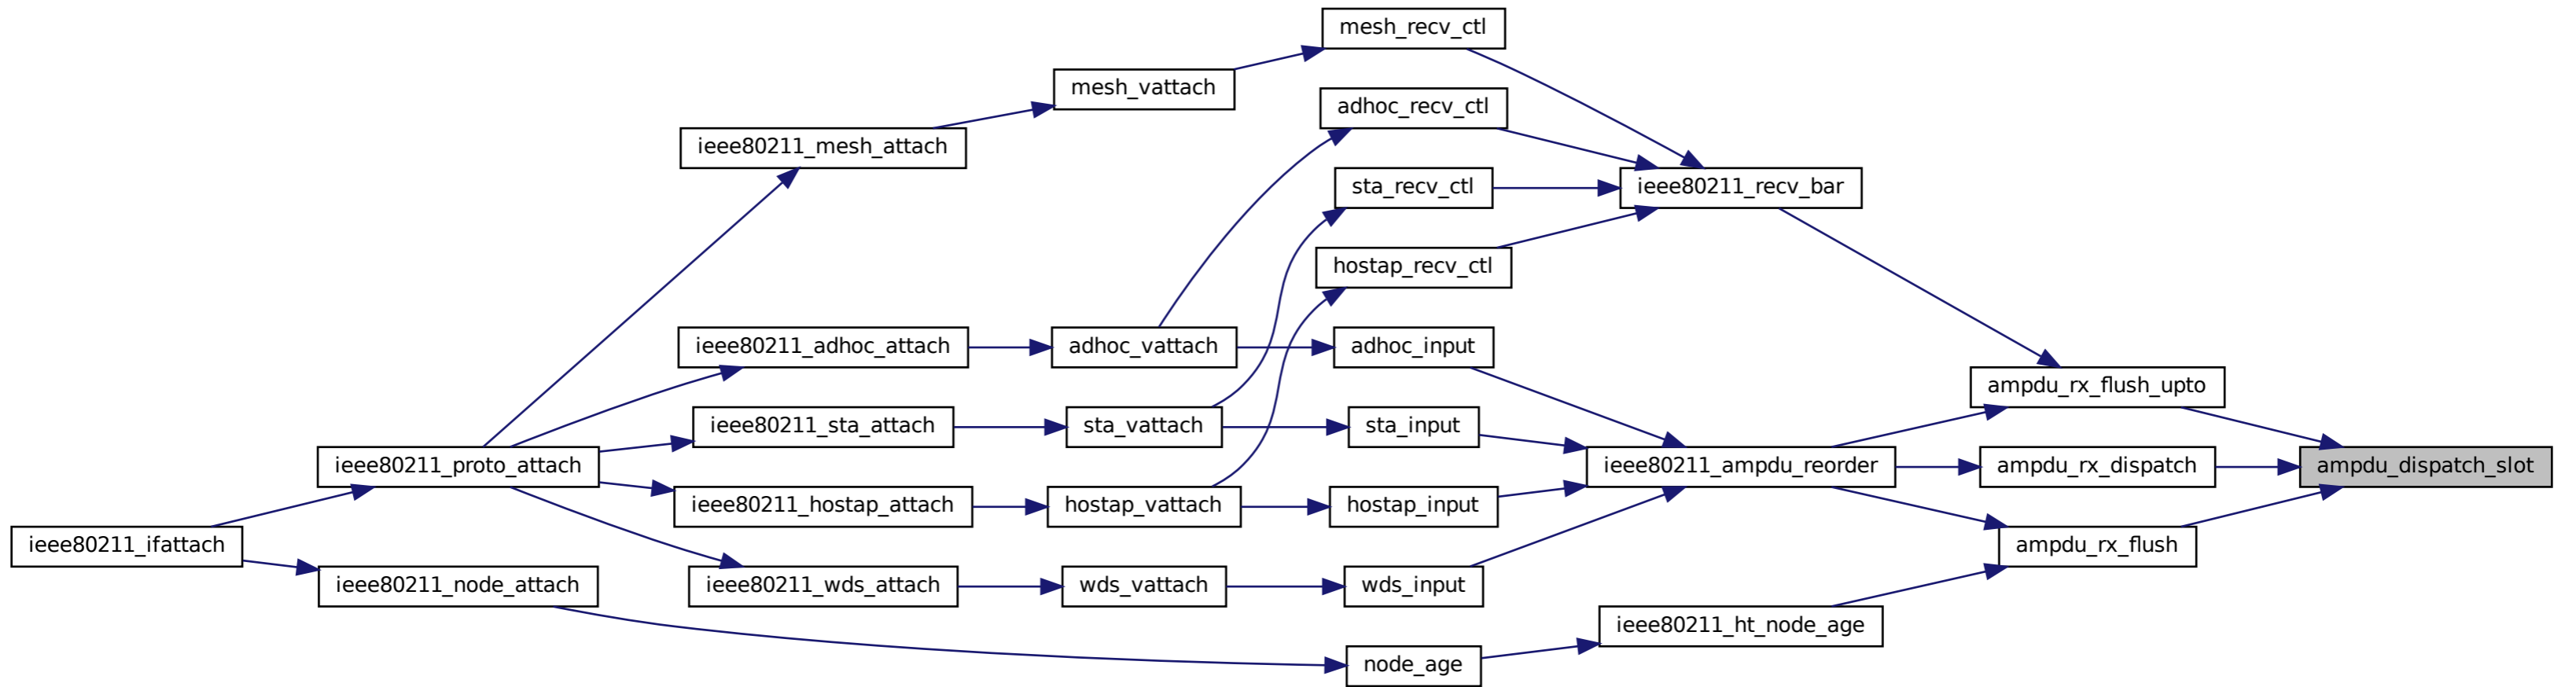 mesh_recv_ctl
mesh_vattach
adhoc_recv_ctl
ieee80211_mesh_attach
sta_recv_ctl
ieee80211_recv_bar
hostap_recv_ctl
ieee80211_adhoc_attach
adhoc_vattach
adhoc_input
ampdu_rx_flush_upto
ieee80211_sta_attach
sta_vattach
sta_input
ieee80211_proto_attach
ieee80211_ampdu_reorder
ampdu_rx_dispatch
ampdu_dispatch_slot
ieee80211_hostap_attach
hostap_vattach
hostap_input
ieee80211_ifattach
ampdu_rx_flush
ieee80211_node_attach
ieee80211_wds_attach
wds_vattach
wds_input
ieee80211_ht_node_age
node_age